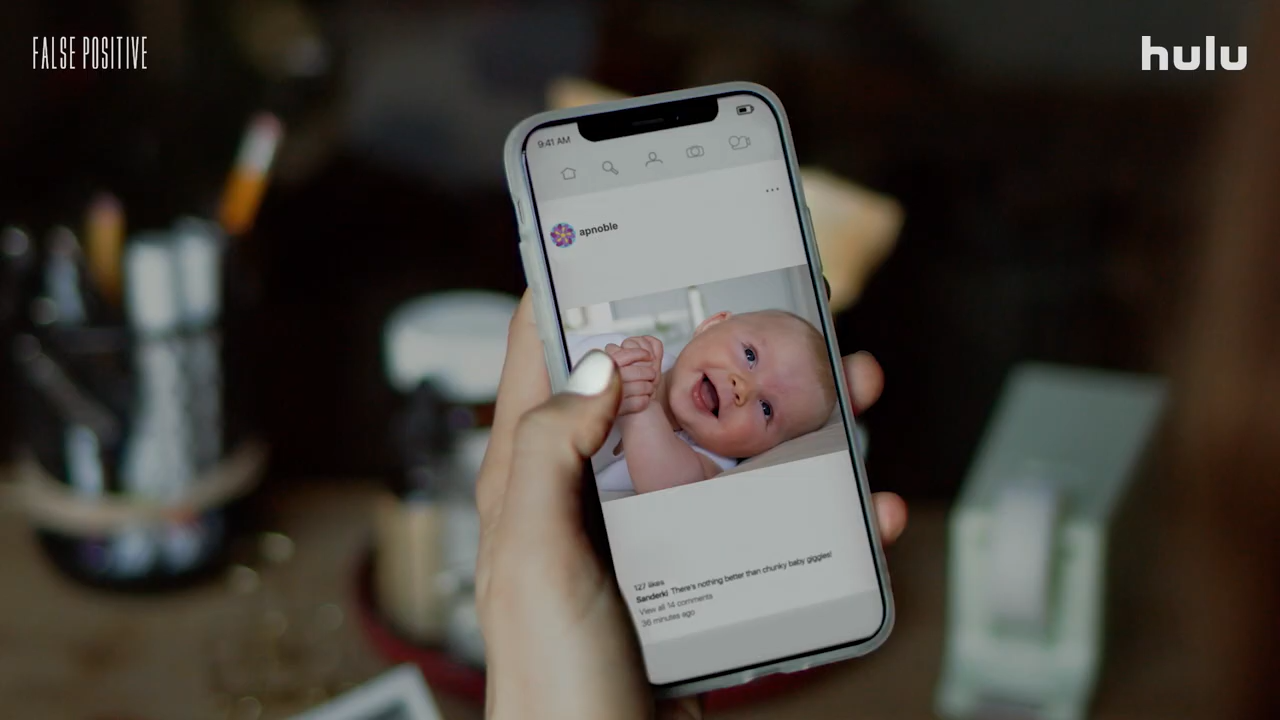 FALSE POSITIVE
hulu
9:41 AM
apnoble
127 likes
Sanderki There's nothing better than chunky baby giggles!
View all 14 comments
36 minutes ago